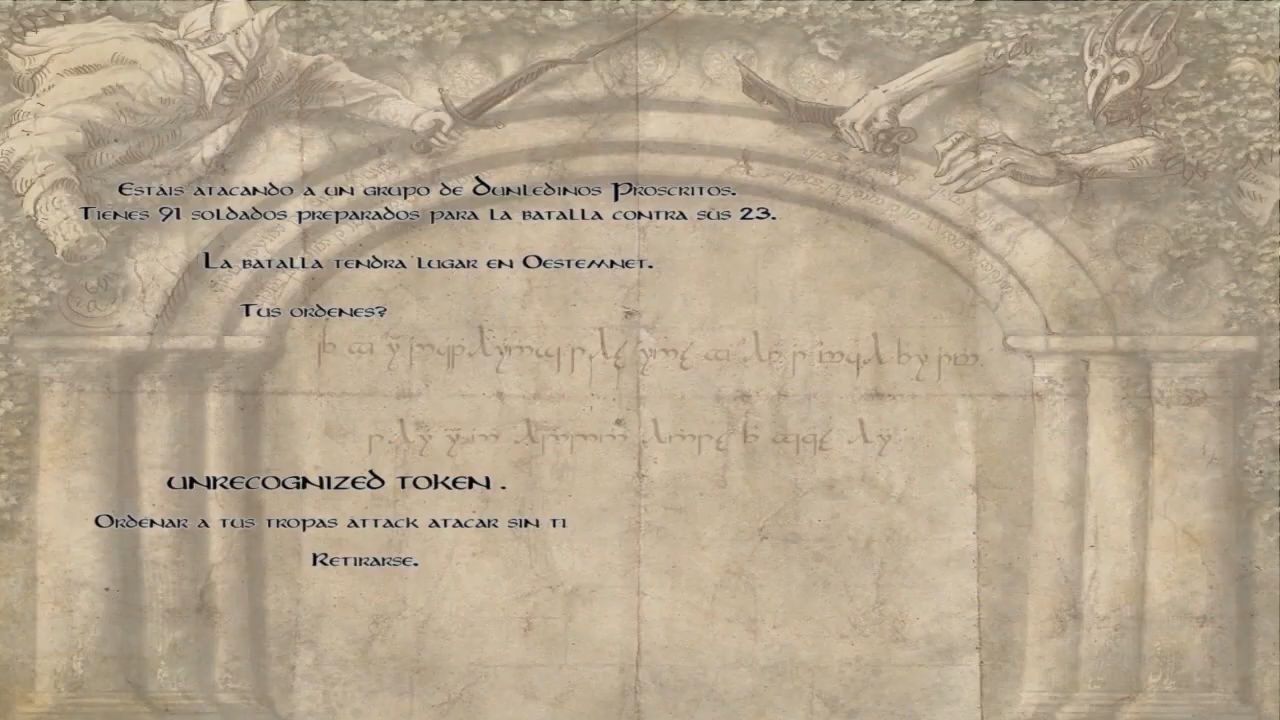 Estáis atacando a un grupo de Dunledinos Proscritos.
Tienes 91 soldados preparados para la batalla contra sus 23.
La batalla tendra lugar en Oestemnet.
Tus ordenes?
UNRECOGNIZED TOKEN .
Ordenar a tus tropas attack atacar sin ti
Retirarse.